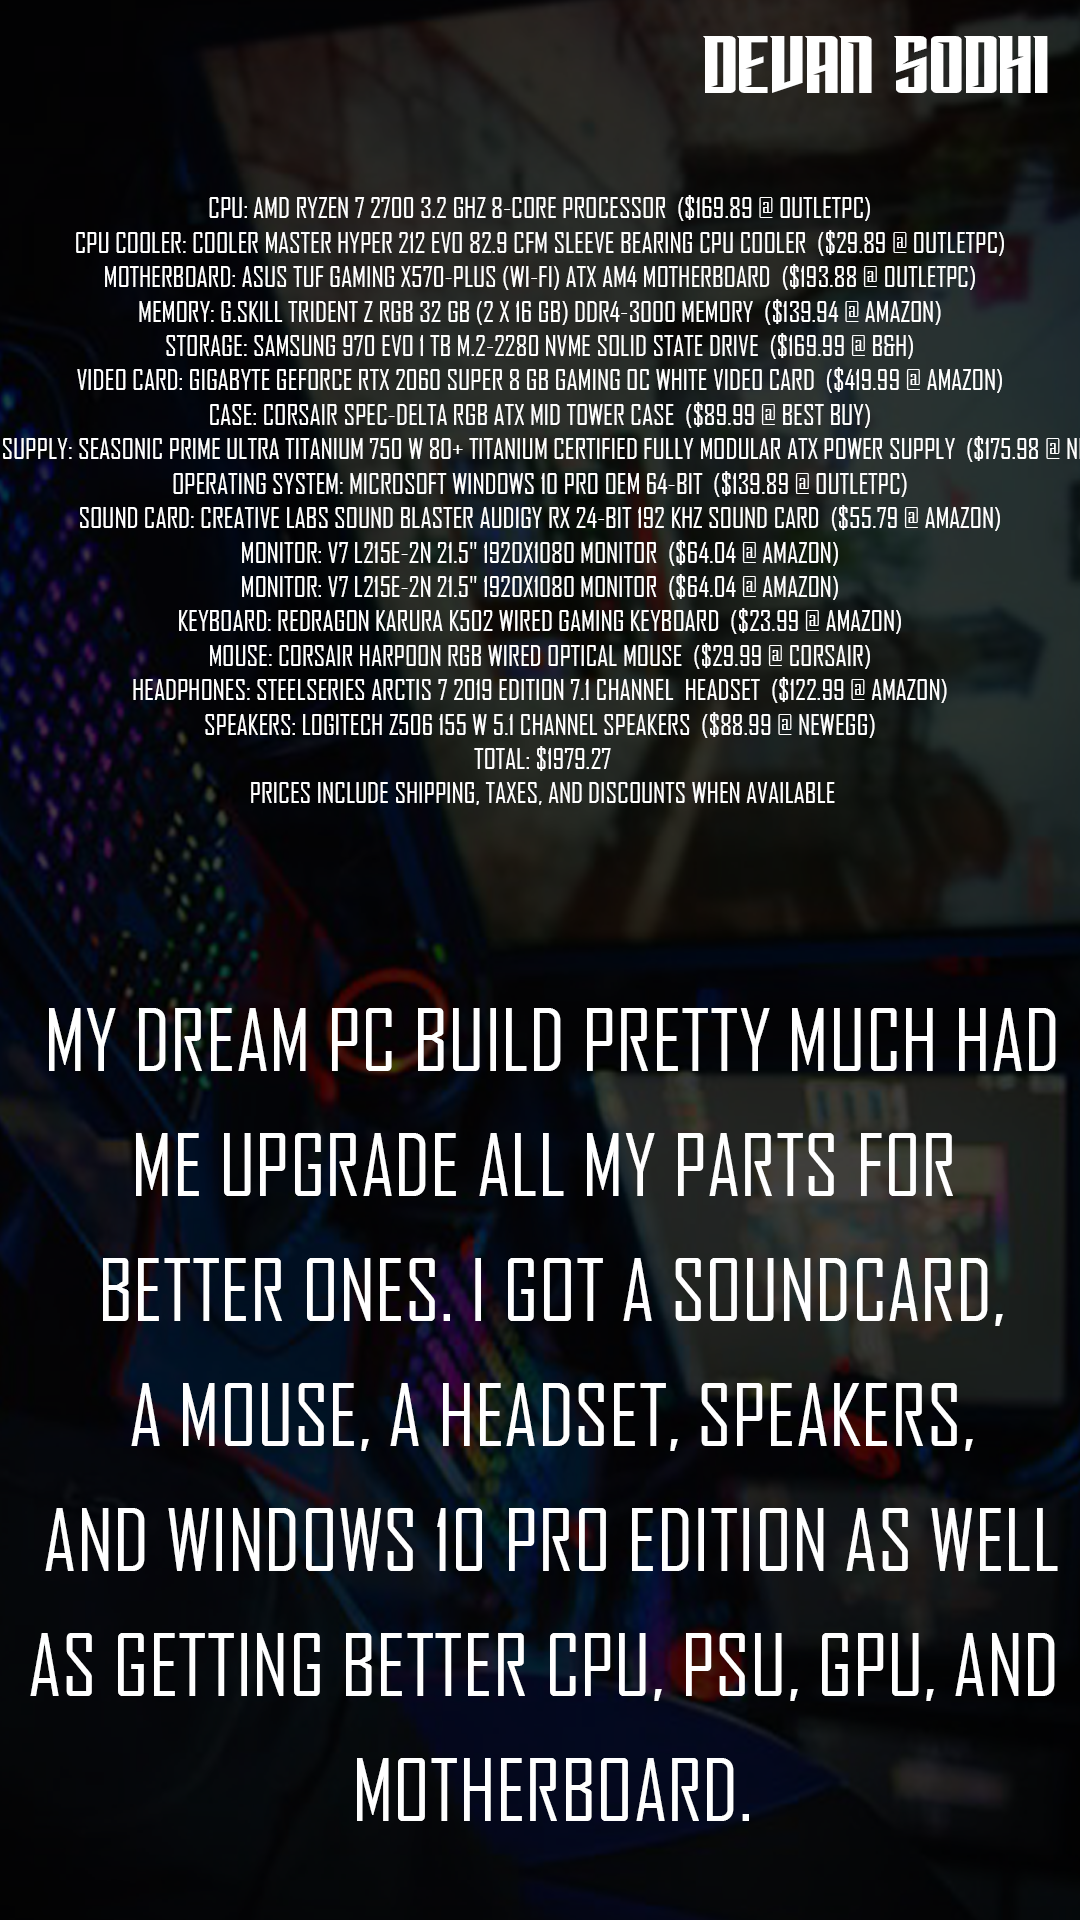 DEVAN SODHI
CPU: AMD RYZEN 7 2700 3.2 GHZ 8-CORE PROCESSOR ($169.89 @ OUTLETPC)
CPU COOLER: COOLER MASTER HYPER 212 EVO 82.9 CFM SLEEVE BEARING CPU COOLER ($29.89 @ OUTLETPC)
MOTHERBOARD: ASUS TUF GAMING X570-PLUS (WI-FI) ATX AM4 MOTHERBOARD ($193.88 @ OUTLETPC)
MEMORY: G.SKILL TRIDENT Z RGB 32 GB (2 X 16 GB) DDR4-3000 MEMORY ($139.94 @ AMAZON)
STORAGE: SAMSUNG 970 EVO 1 TB M.2-2280 NVME SOLID STATE DRIVE ($169.99 @ B&H)
VIDEO CARD: GIGABYTE GEFORCE RTX 2060 SUPER 8 GB GAMING OC WHITE VIDEO CARD ($419.99 @ AMAZON)
CASE: CORSAIR SPEC-DELTA RGB ATX MID TOWER CASE ($89.99 @ BEST BUY)
SUPPLY: SEASONIC PRIME ULTRA TITANIUM 750 W 80+ TITANIUM CERTIFIED FULLY MODULAR ATX POWER SUPPLY ($175.98 @
OPERATING SYSTEM: MICROSOFT WINDOWS 10 PRO OEM 64-BIT ($139.89 @ OUTLETPC)
SOUND CARD: CREATIVE LABS SOUND BLASTER AUDIGY RX 24-BIT 192 KHZ SOUND CARD ($55.79 @ AMAZON)
MONITOR: V7 L215E-2N 21.5" 1920X1080 MONITOR ($64.04 @ AMAZON)
MONITOR: V7 L215E-2N 21.5" 1920X1080 MONITOR ($64.04 @ AMAZON)
KEYBOARD: REDRAGON KARURA K502 WIRED GAMING KEYBOARD ($23.99 @ AMAZON)
MOUSE: CORSAIR HARPOON RGB WIRED OPTICAL MOUSE ($29.99 @ CORSAIR)
HEADPHONES: STEELSERIES ARCTIS 7 2019 EDITION 7.1 CHANNEL HEADSET ($122.99 @ AMAZON)
SPEAKERS: LOGITECH Z506 155 W 5.1 CHANNEL SPEAKERS ($88.99 @ NEWEGG)
TOTAL: $1979.27
PRICES INCLUDE SHIPPING, TAXES, AND DISCOUNTS WHEN AVAILABLE
MY DREAM PC BUILD PRETTY MUCH HAD
ME UPGRADE ALL MY PARTS FOR
BETTER ONES. I GOT A SOUNDCARD,
A MOUSE, A HEADSET, SPEAKERS,
AND WINDOWS 10 PRO EDITION AS WELL
AS GETTING BETTER CPU, PSU, GPU, AND
MOTHERBOARD.